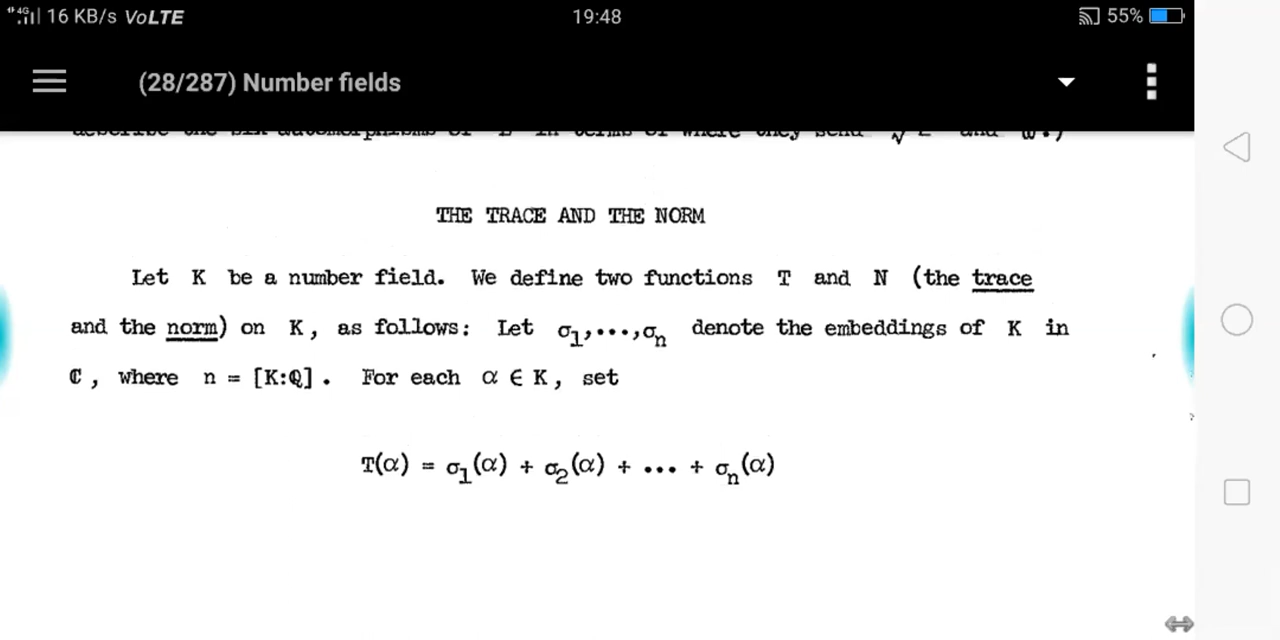 4G 16 KB/s VoLTE 19:48 55%
(28/287) Number fields
THE TRACE AND THE NORM
Let K be a number field. We define two functions T and N (the trace
and the norm) on K, as follows: Let σ₁,...,σₙ denote the embeddings of K in
ℂ, where n = [K:ℚ]. For each α ∈ K, set
T(α) = σ₁(α) + σ₂(α) + ... + σₙ(α)